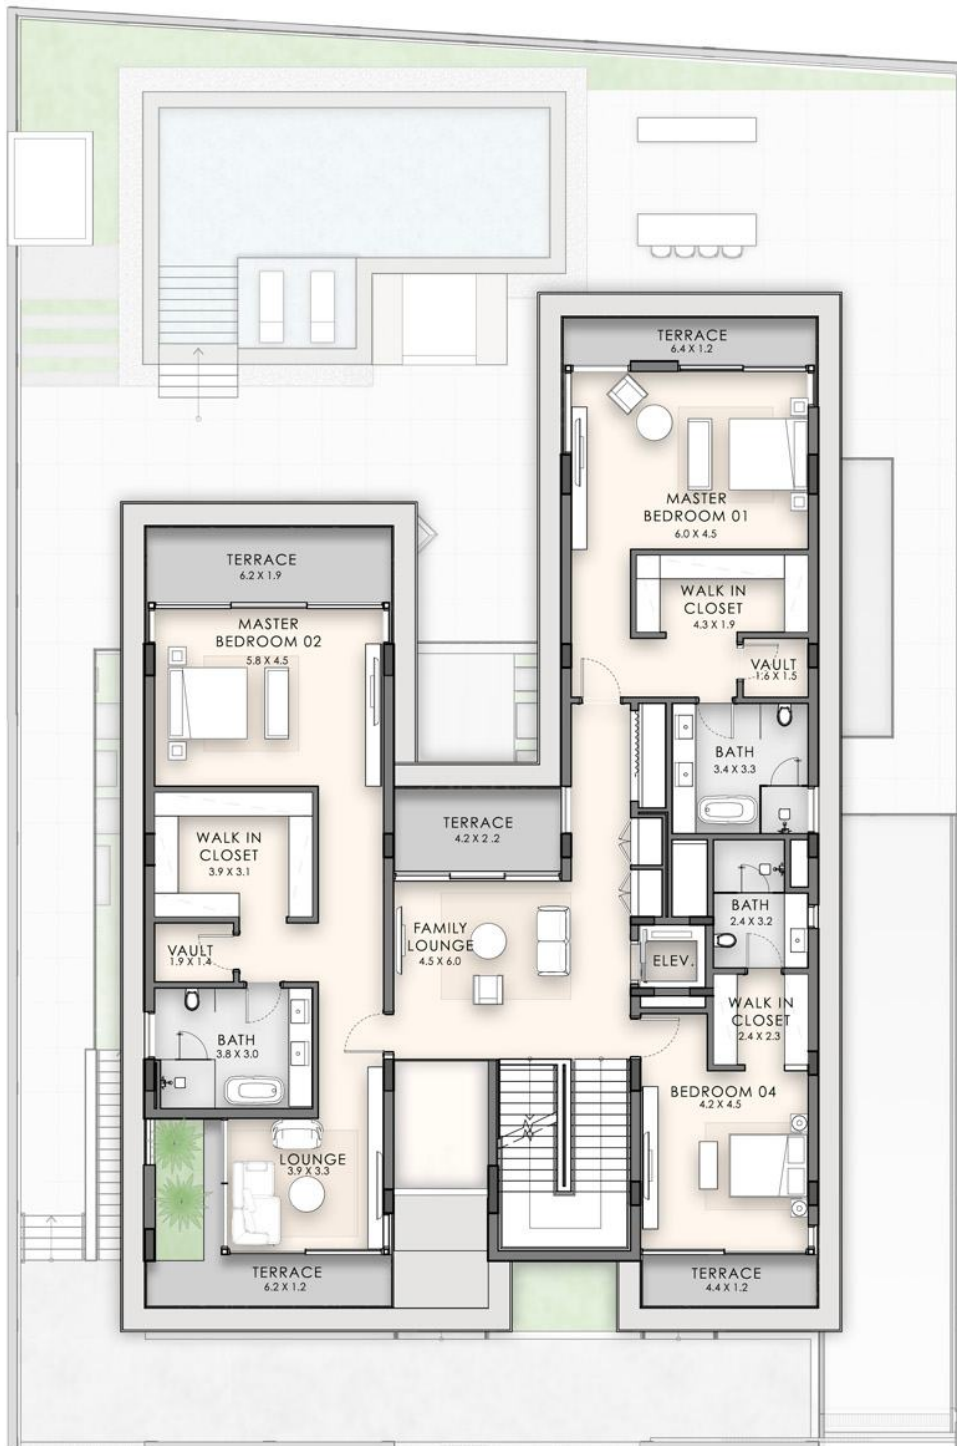 TERRACE
6.4 X 1.2
MASTER
BEDROOM 01
6.0 X 4.5
WALK IN
CLOSET
4.3 X 1.9
VAULT
1.6 X 1.5
BATH
3.4 X 3.3
TERRACE
6.2 X 1.9
MASTER
BEDROOM 02
5.8 X 4.5
WALK IN
CLOSET
3.9 X 3.1
TERRACE
4.2 X 2.2
VAULT
1.9 X 1.4
FAMILY
LOUNGE
4.5 X 6.0
ELEV.
BATH
2.4 X 3.2
WALK IN
CLOSET
2.4 X 2.3
BATH
3.8 X 3.0
BEDROOM 04
4.2 X 4.5
LOUNGE
3.9 X 3.3
TERRACE
6.2 X 1.2
TERRACE
4.4 X 1.2